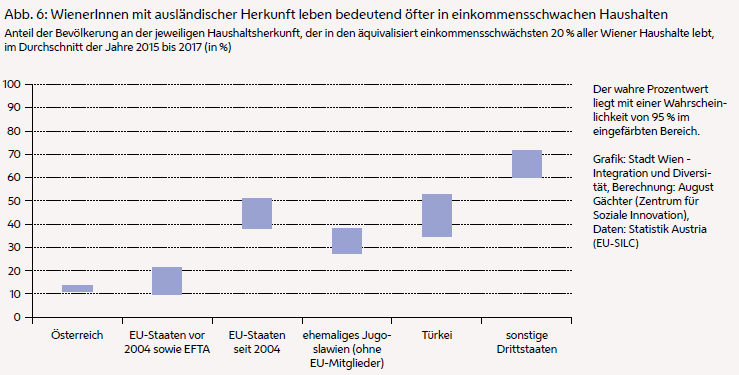 Abb. 6: WienerInnen mit ausländischer Herkunft leben bedeutend öfter in einkommensschwachen Haushalten
Anteil der Bevölkerung an der jeweiligen Haushaltsherkunft, der in den äquivalisiert einkommensschwächsten 20 % aller Wiener Haushalte lebt,
im Durchschnitt der Jahre 2015 bis 2017 (in %)
100
90
80
70
60
50
40
30
20
10
0
Österreich
EU-Staaten vor
2004 sowie EFTA
EU-Staaten
seit 2004
ehemaliges Jugo-
slawien (ohne
EU-Mitglieder)
Türkei
sonstige
Drittstaaten
Der wahre Prozentwert
liegt mit einer Wahrschein-
lichkeit von 95 % im
eingefärbten Bereich.
Grafik: Stadt Wien -
Integration und Diversi-
tät, Berechnung: August
Gächter (Zentrum für
Soziale Innovation),
Daten: Statistik Austria
(EU-SILC)